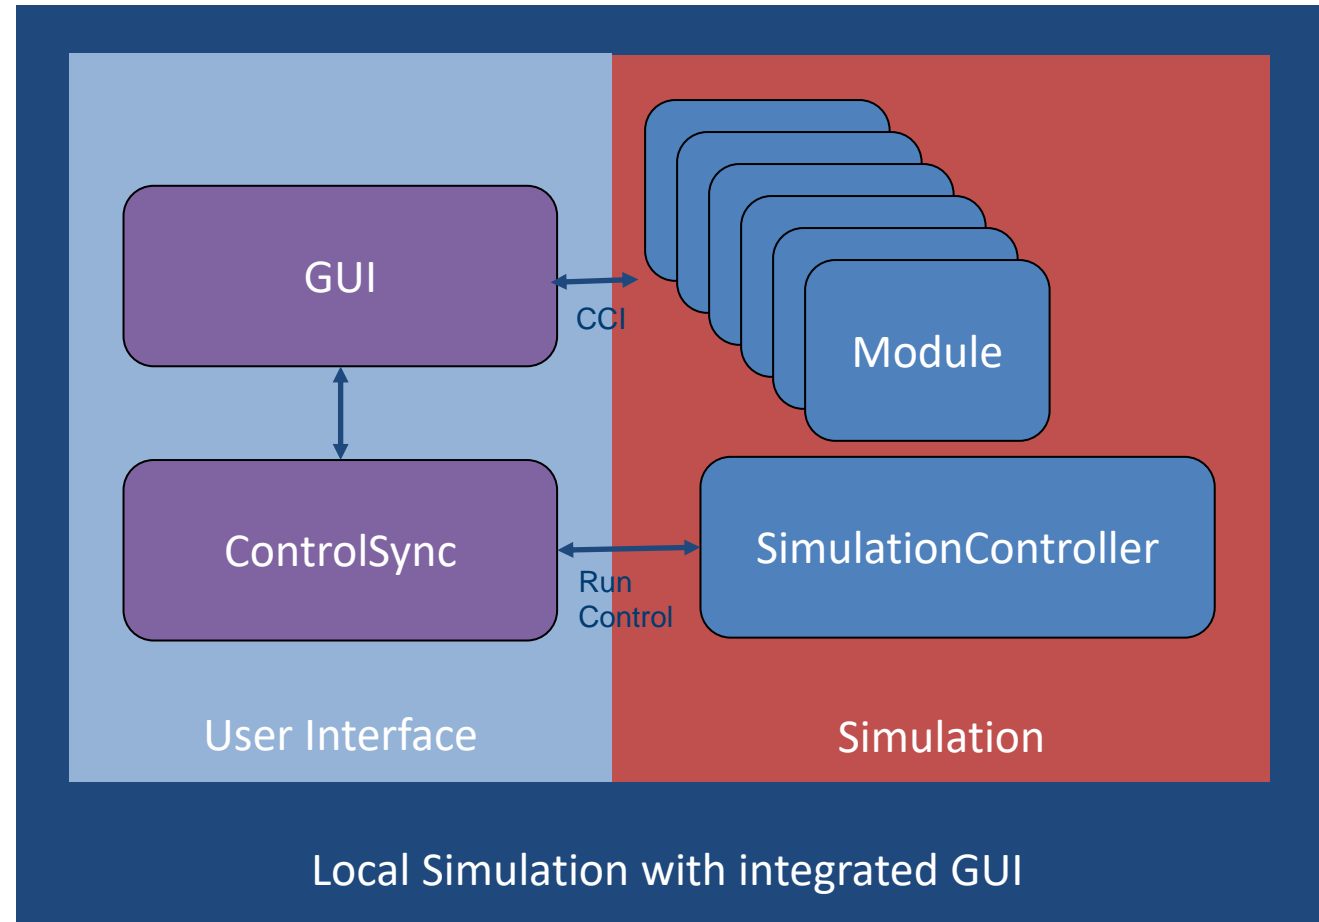 GUI
CCI
Module
ControlSync
SimulationController
Run
Control
User Interface
Simulation
Local Simulation with integrated GUI